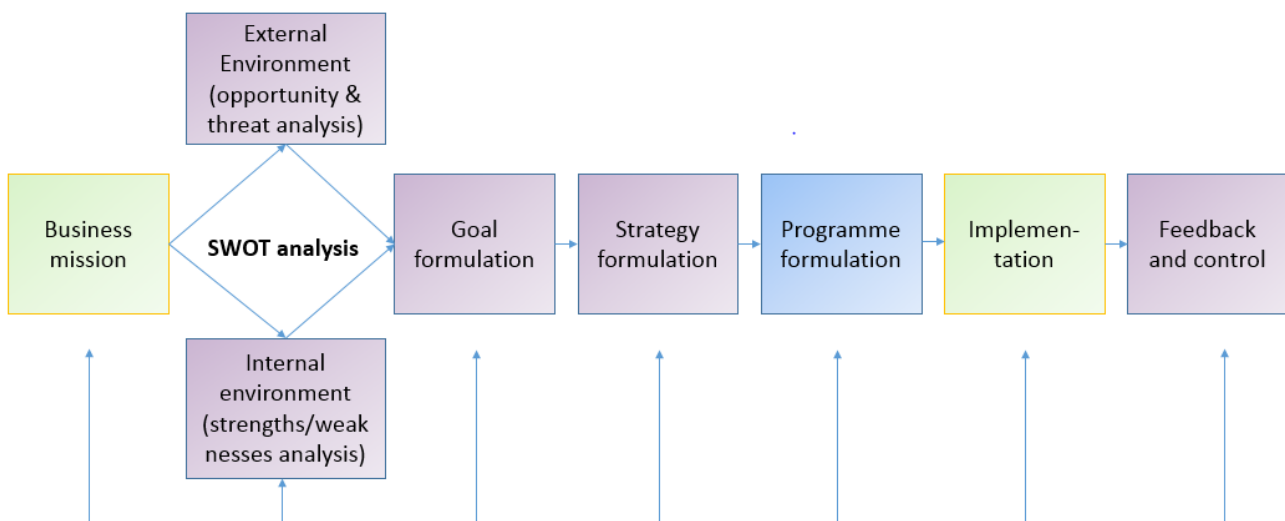 External
Environment
(opportunity &
threat analysis)
Business
mission
SWOT analysis
Goal
formulation
Strategy
formulation
Programme
formulation
Implemen-
tation
Feedback
and control
Internal
environment
(strengths/weak
nesses analysis)